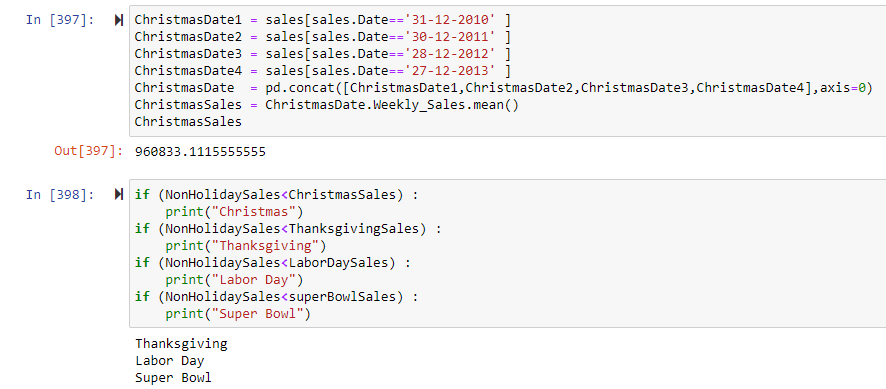 In [397]:
ChristmasDate1 = sales[sales.Date=='31-12-2010' ]
ChristmasDate2 = sales[sales.Date=='30-12-2011' ]
ChristmasDate3 = sales[sales.Date=='28-12-2012' ]
ChristmasDate4 = sales[sales.Date=='27-12-2013' ]
ChristmasDate  = pd.concat([ChristmasDate1,ChristmasDate2,ChristmasDate3,ChristmasDate4],axis=0)
ChristmasSales = ChristmasDate.Weekly_Sales.mean()
ChristmasSales
Out[397]: 960833.1115555555
In [398]:
if (NonHolidaySales<ChristmasSales) :
    print("Christmas")
if (NonHolidaySales<ThanksgivingSales) :
    print("Thanksgiving")
if (NonHolidaySales<LaborDaySales) :
    print("Labor Day")
if (NonHolidaySales<superBowlSales) :
    print("Super Bowl")
Thanksgiving
Labor Day
Super Bowl